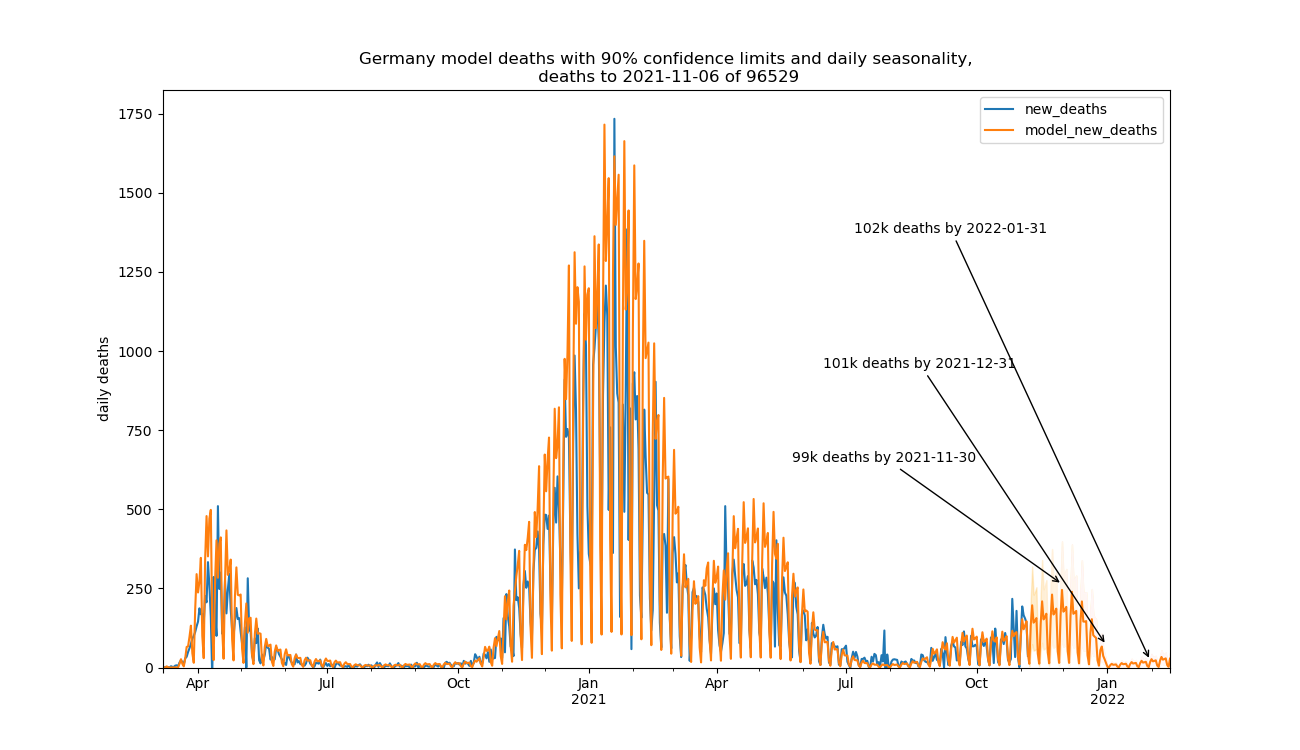 Germany model deaths with 90% confidence limits and daily seasonality,
deaths to 2021-11-06 of 96529
new_deaths
model_new_deaths
daily deaths
1750
1500
1250
1000
750
500
250
0
102k deaths by 2022-01-31
101k deaths by 2021-12-31
99k deaths by 2021-11-30
Apr Jul Oct Jan Apr Jul Oct Jan
2021 2022